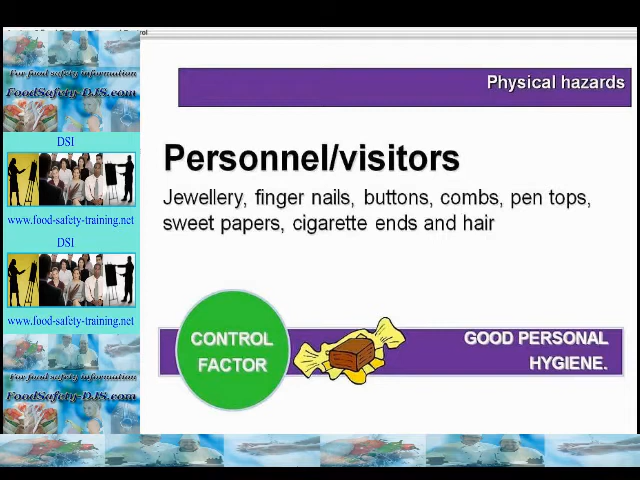 Physical hazards
Personnel/visitors
Jewellery, finger nails, buttons, combs, pen tops,
sweet papers, cigarette ends and hair
CONTROL
FACTOR
GOOD PERSONAL
HYGIENE.
For food safety information
FoodSafety-DJS.com
DSI
www.food-safety-training.net
DSI
www.food-safety-training.net
For food safety information
FoodSafety-DJS.com